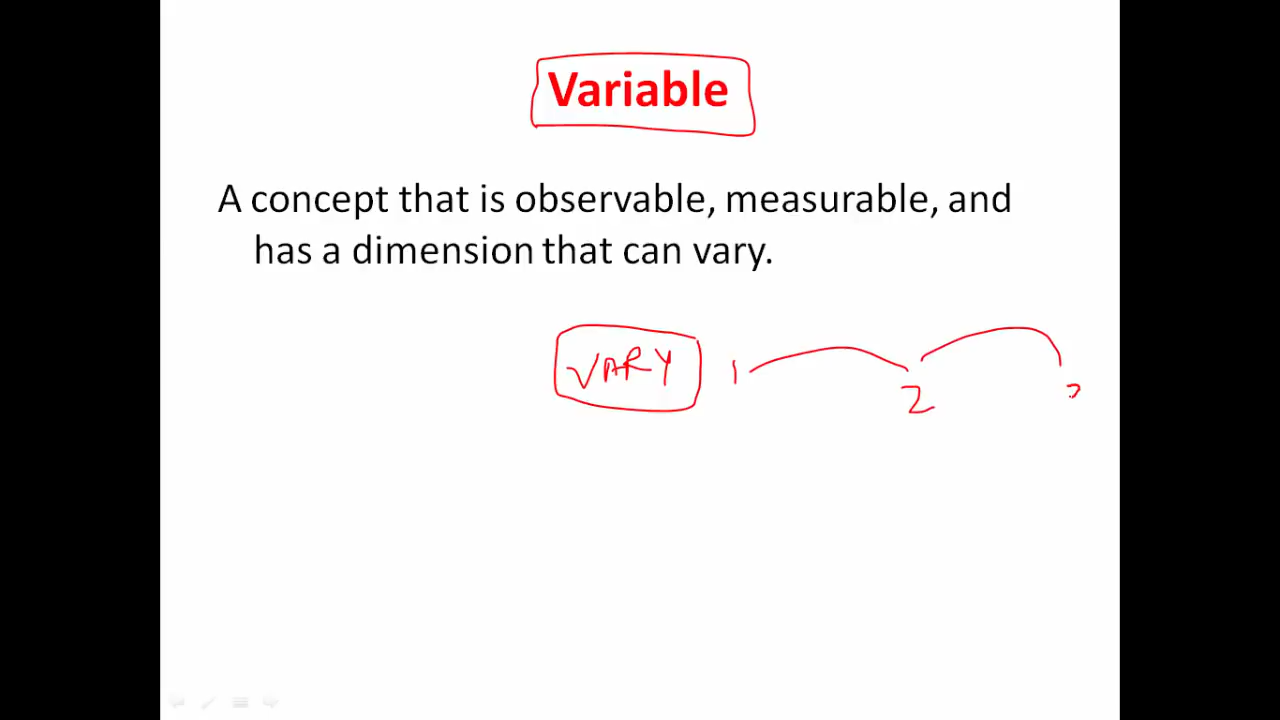 Variable
A concept that is observable, measurable, and
has a dimension that can vary.
VARY 1 2